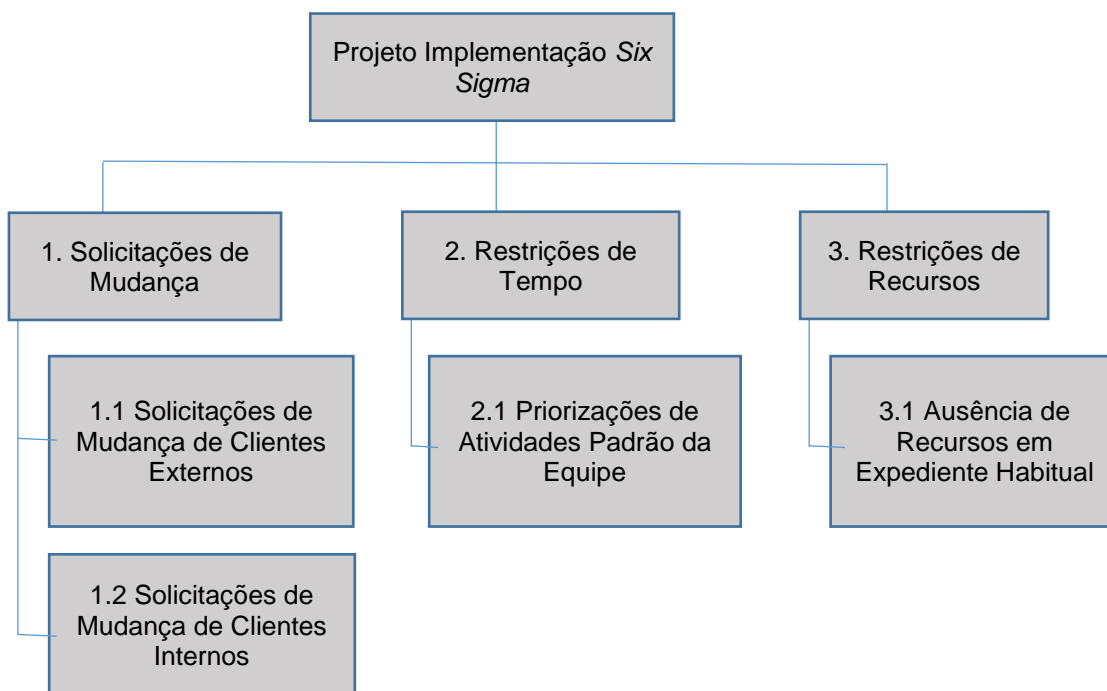 Projeto Implementação Six
Sigma
1. Solicitações de
Mudança
2. Restrições de
Tempo
3. Restrições de
Recursos
1.1 Solicitações de
Mudança de Clientes
Externos
2.1 Priorizações de
Atividades Padrão da
Equipe
3.1 Ausência de
Recursos em
Expediente Habitual
1.2 Solicitações de
Mudança de Clientes
Internos